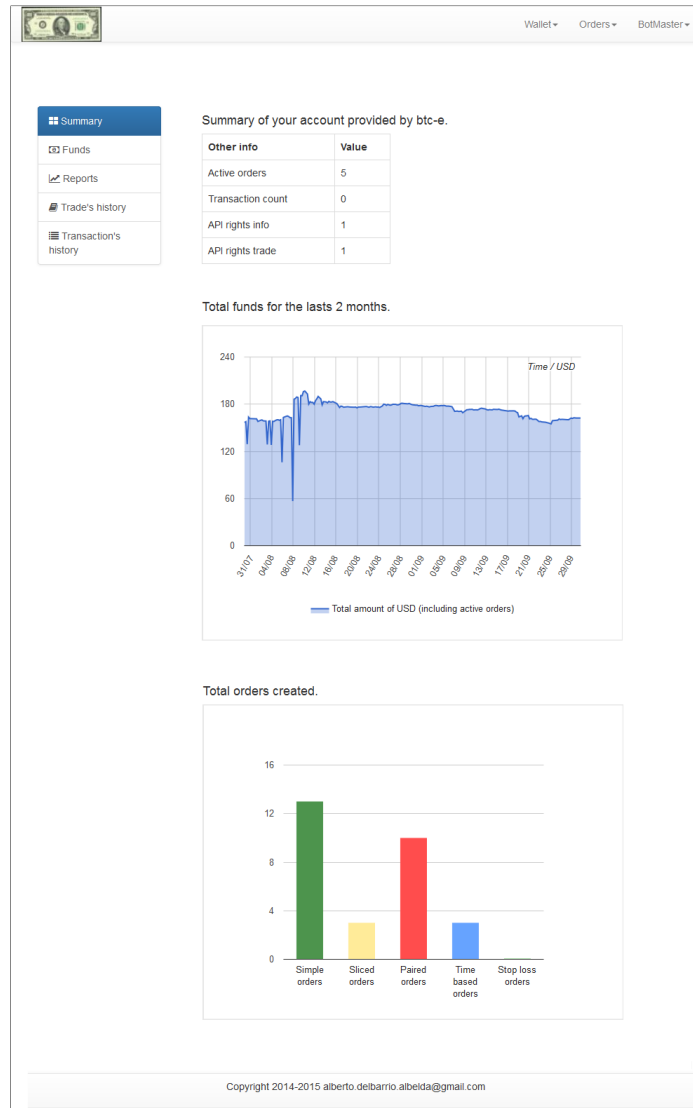 Wallet Orders BotMaster
Summary
Funds
Reports
Trade's history
Transaction's
history
Summary of your account provided by btc-e.
Other info Value
Active orders 5
Transaction count 0
API rights info 1
API rights trade 1
Total funds for the lasts 2 months.
Time / USD
240
180
120
60
0
31/07 04/08 08/08 12/08 16/08 20/08 24/08 28/08 01/09 05/09 09/09 13/09 17/09 21/09 25/09 29/09
Total amount of USD (including active orders)
Total orders created.
16
12
8
4
0
Simple orders
Sliced orders
Paired orders
Time based orders
Stop loss orders
Copyright 2014-2015 alberto.delbarrio.albelda@gmail.com